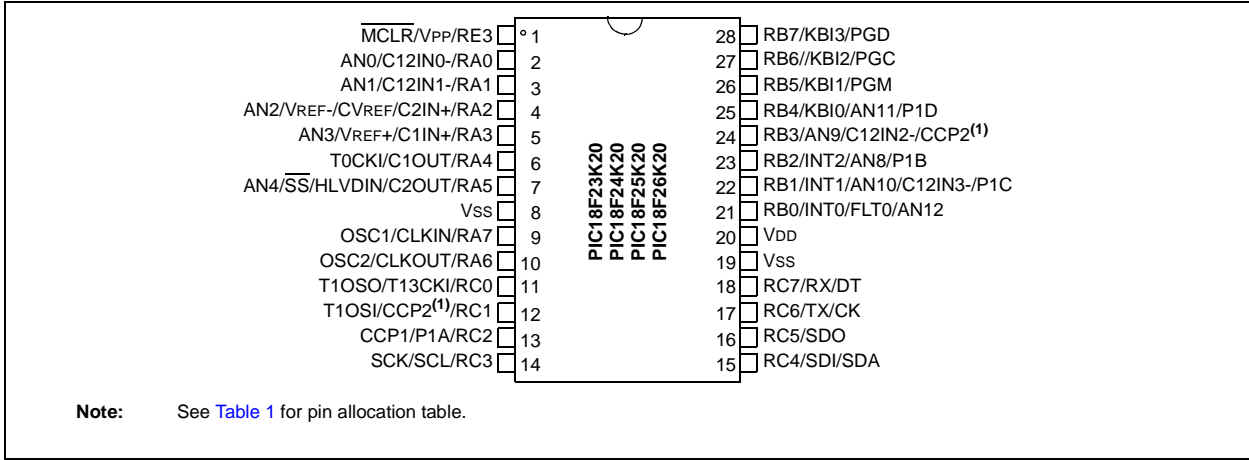 MCLR/VPP/RE3 ° 1 28 RB7/KBI3/PGD
AN0/C12IN0-/RA0 2 27 RB6//KBI2/PGC
AN1/C12IN1-/RA1 3 26 RB5/KBI1/PGM
AN2/VREF-/CVREF/C2IN+/RA2 4 25 RB4/KBI0/AN11/P1D
AN3/VREF+/C1IN+/RA3 5 24 RB3/AN9/C12IN2-/CCP2(1)
T0CKI/C1OUT/RA4 6 23 RB2/INT2/AN8/P1B
AN4/SS/HLVDIN/C2OUT/RA5 7 22 RB1/INT1/AN10/C12IN3-/P1C
VSS 8 21 RB0/INT0/FLT0/AN12
OSC1/CLKIN/RA7 9 20 VDD
OSC2/CLKOUT/RA6 10 19 VSS
T1OSO/T13CKI/RC0 11 18 RC7/RX/DT
T1OSI/CCP2(1)/RC1 12 17 RC6/TX/CK
CCP1/P1A/RC2 13 16 RC5/SDO
SCK/SCL/RC3 14 15 RC4/SDI/SDA
PIC18F23K20
PIC18F24K20
PIC18F25K20
PIC18F26K20
Note: See Table 1 for pin allocation table.